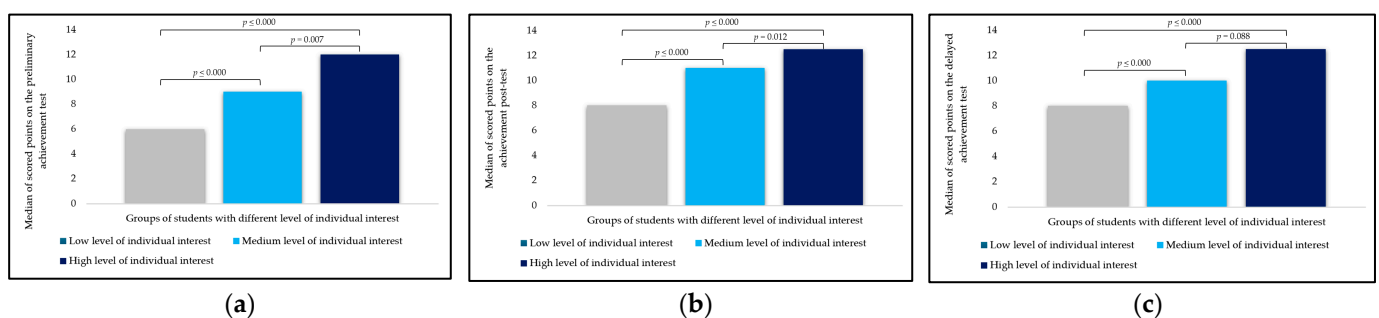 Median of scored points on the preliminary
achievement test
14
12
10
8
6
4
2
0
p ≤ 0.000
p = 0.007
p ≤ 0.000
Groups of students with different level of individual interest
Low level of individual interest
Medium level of individual interest
High level of individual interest
(a)
Median of scored points on the
achievement post-test
14
12
10
8
6
4
2
0
p ≤ 0.000
p = 0.012
p ≤ 0.000
Groups of students with different level of individual interest
Low level of individual interest
Medium level of individual interest
High level of individual interest
(b)
Median of scored points on the delayed
achievement test
14
12
10
8
6
4
2
0
p ≤ 0.000
p = 0.088
p ≤ 0.000
Groups of students with different level of individual interest
Low level of individual interest
Medium level of individual interest
High level of individual interest
(c)